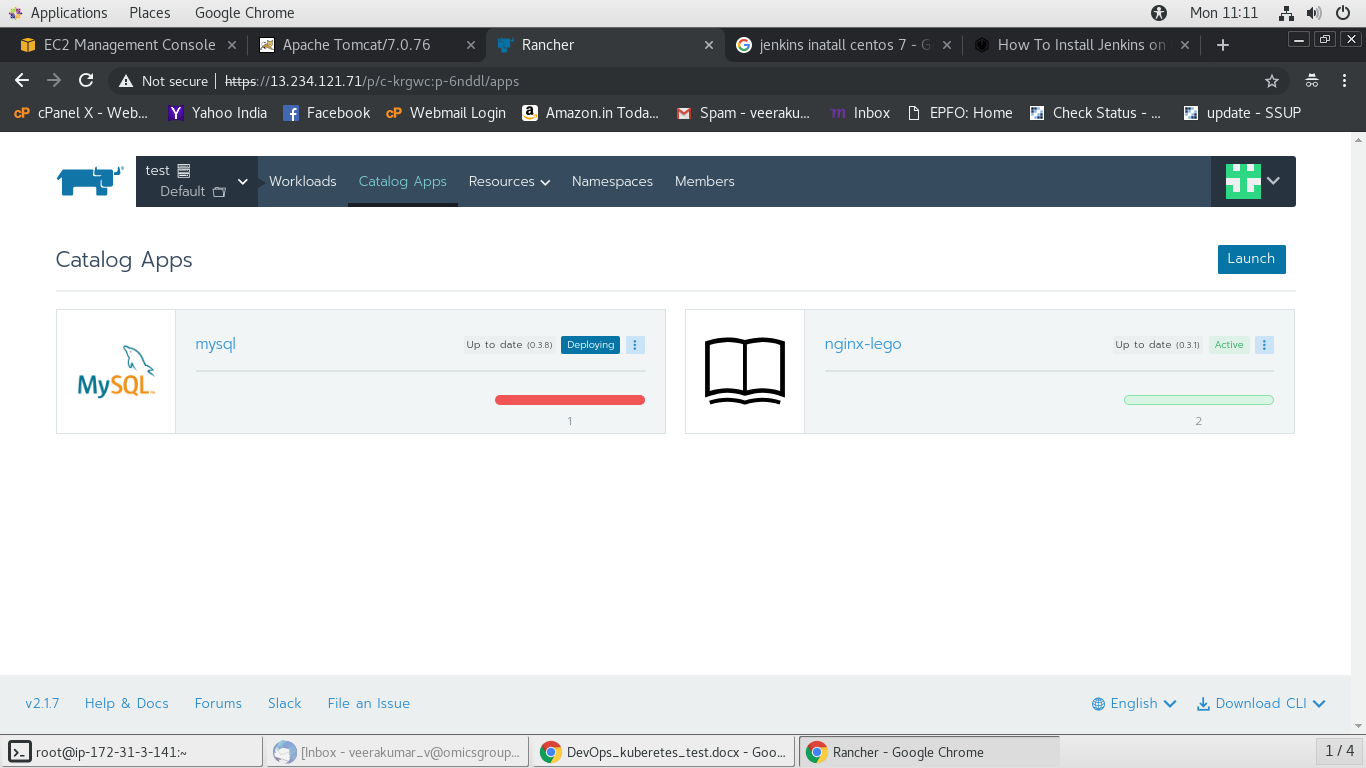 Applications Places Google Chrome Mon 11:11
EC2 Management Console Apache Tomcat/7.0.76 Rancher jenkins inatall centos 7 - G How To Install Jenkins on
Not secure https://13.234.121.71/p/c-krgwc:p-6nddl/apps
cPanel X - Web... Yahoo India Facebook Webmail Login Amazon.in Toda... Spam - veeraku... Inbox EPFO: Home Check Status - ... update - SSUP
test
Default
Workloads Catalog Apps Resources Namespaces Members
Catalog Apps Launch
mysql Up to date (0.3.8) Deploying
MySQL
1
nginx-lego Up to date (0.3.1) Active
2
v2.1.7 Help & Docs Forums Slack File an Issue English Download CLI
root@ip-172-31-3-141:~ [Inbox - veerakumar_v@omicsgroup... DevOps_kuberetes_test.docx - Goo... Rancher - Google Chrome 1 / 4